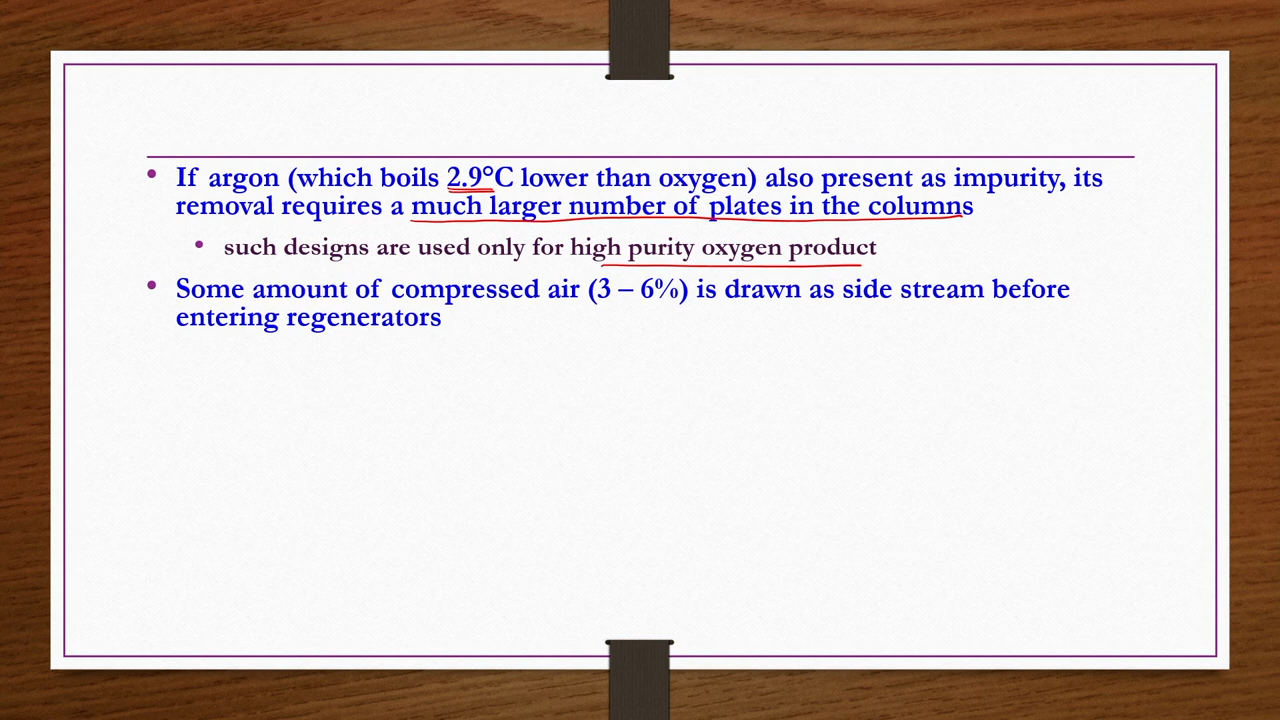 • If argon (which boils 2.9°C lower than oxygen) also present as impurity, its
removal requires a much larger number of plates in the columns
• such designs are used only for high purity oxygen product
• Some amount of compressed air (3 – 6%) is drawn as side stream before
entering regenerators